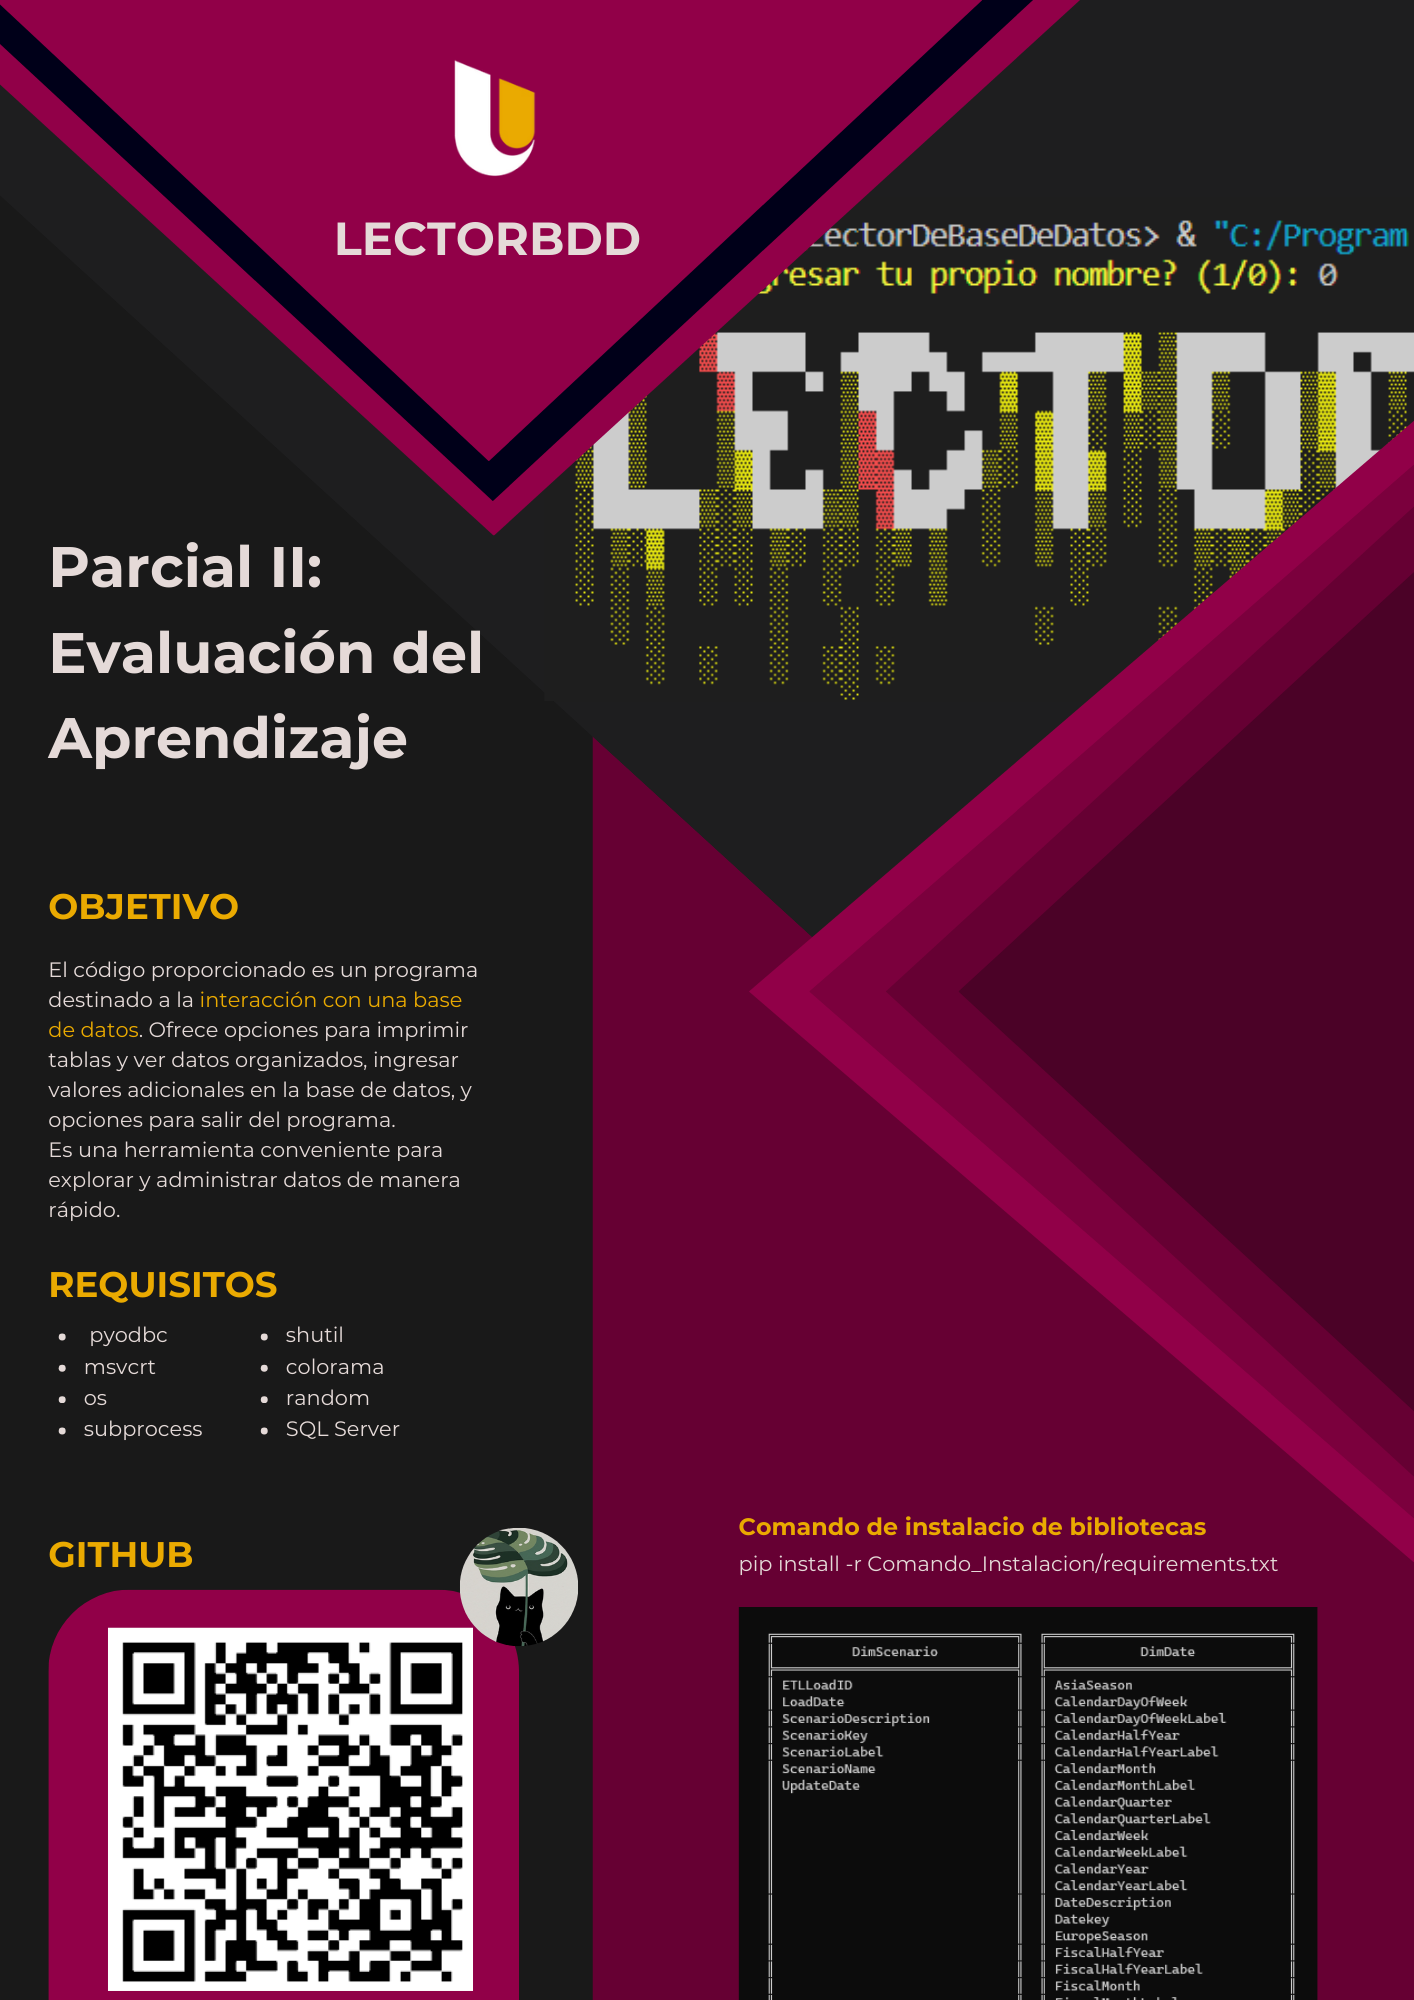 LECTORBDD
LectorDeBaseDeDatos> & "C:/Program
gresar tu propio nombre? (1/0): 0
LECTO
Parcial II:
Evaluación del
Aprendizaje
OBJETIVO
El código proporcionado es un programa
destinado a la interacción con una base
de datos. Ofrece opciones para imprimir
tablas y ver datos organizados, ingresar
valores adicionales en la base de datos, y
opciones para salir del programa.
Es una herramienta conveniente para
explorar y administrar datos de manera
rápido.
REQUISITOS
• pyodbc
• msvcrt
• os
• subprocess
• shutil
• colorama
• random
• SQL Server
GITHUB
Comando de instalacio de bibliotecas
pip install -r Comando_Instalacion/requirements.txt
DimScenario
ETLLoadID
LoadDate
ScenarioDescription
ScenarioKey
ScenarioLabel
ScenarioName
UpdateDate
DimDate
AsiaSeason
CalendarDayOfWeek
CalendarDayOfWeekLabel
CalendarHalfYear
CalendarHalfYearLabel
CalendarMonth
CalendarMonthLabel
CalendarQuarter
CalendarQuarterLabel
CalendarWeek
CalendarWeekLabel
CalendarYear
CalendarYearLabel
DateDescription
Datekey
EuropeSeason
FiscalHalfYear
FiscalHalfYearLabel
FiscalMonth